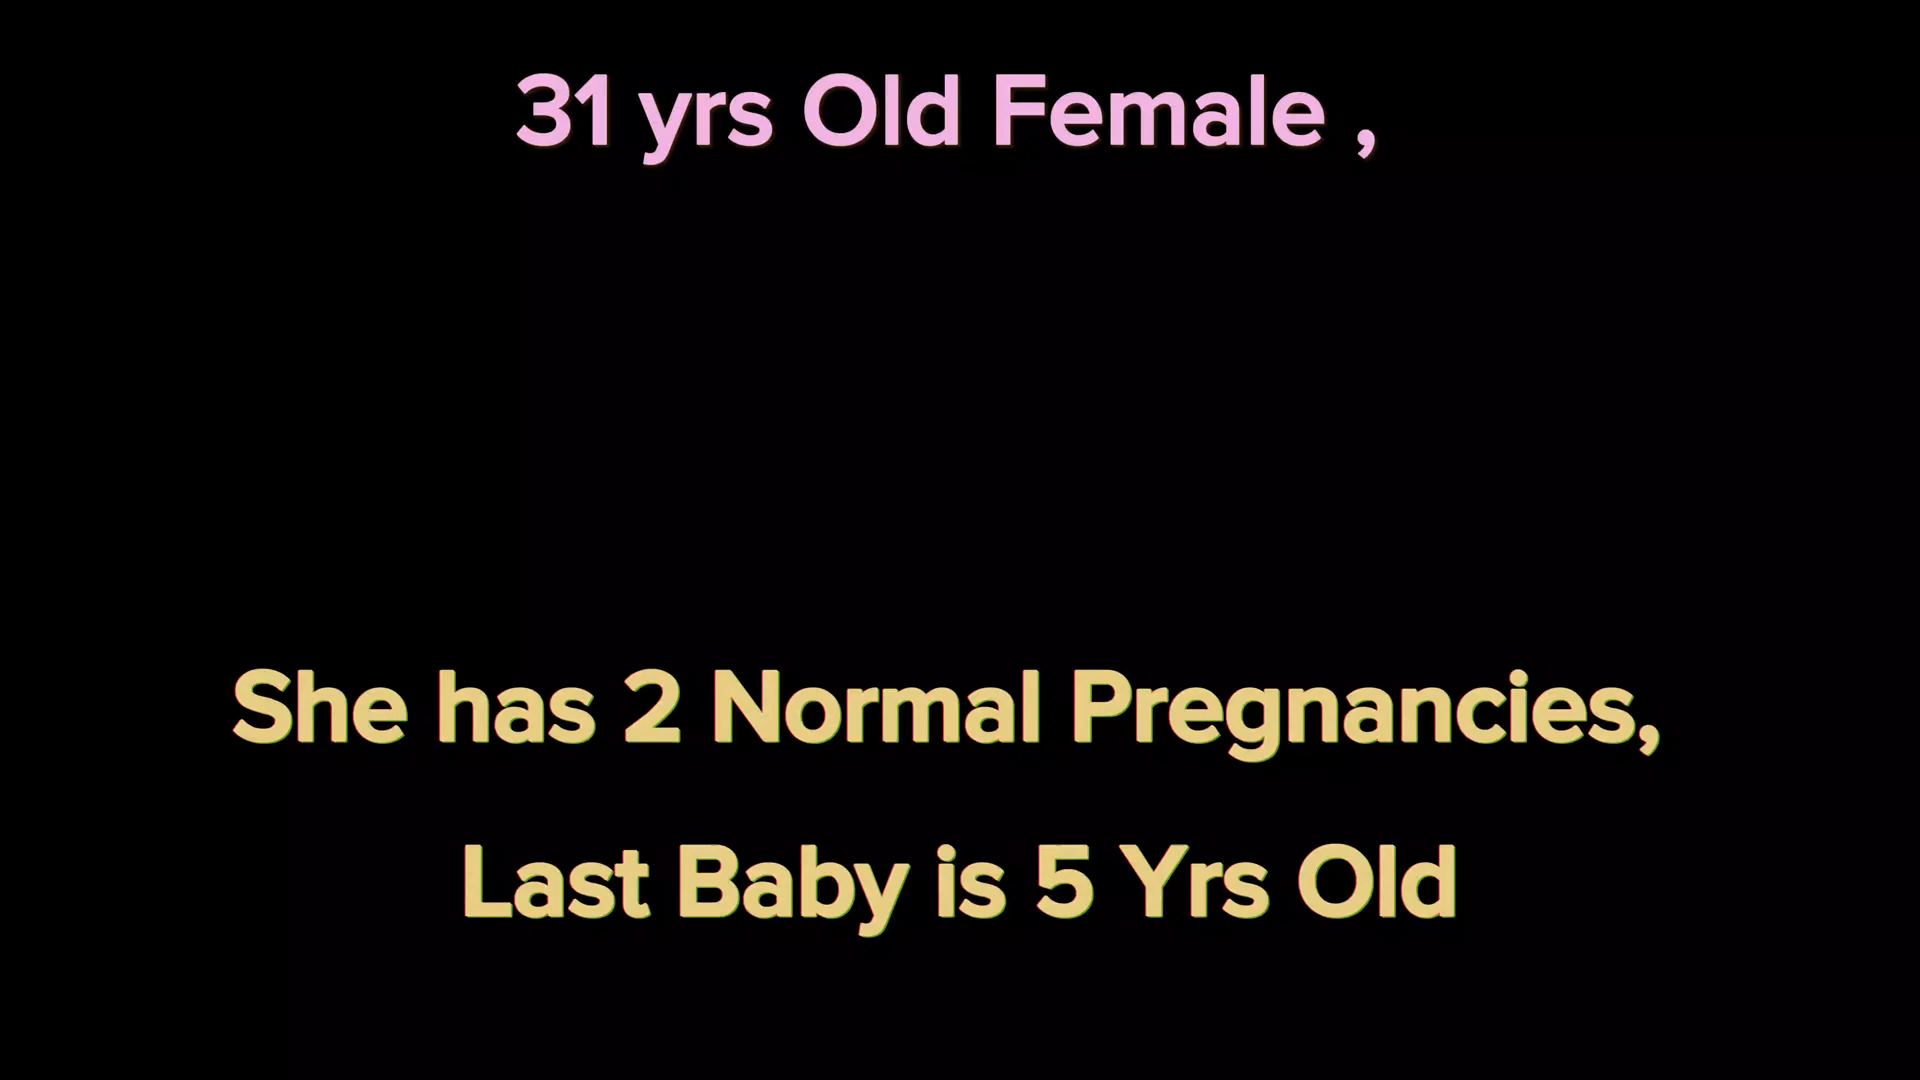 31 yrs Old Female ,
She has 2 Normal Pregnancies,
Last Baby is 5 Yrs Old